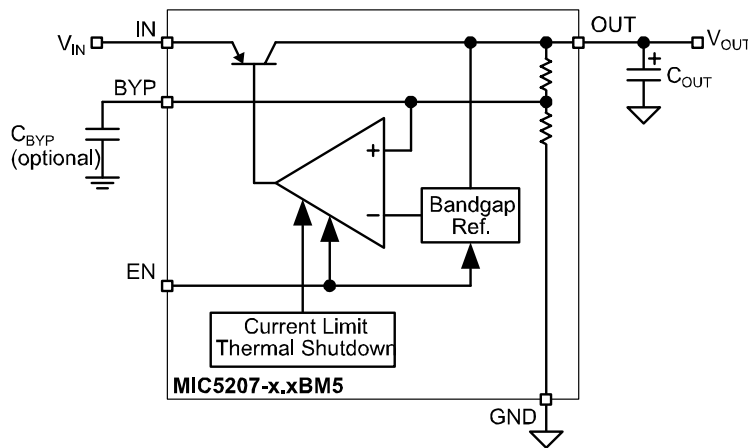 IN
OUT
V_IN
V_OUT
BYP
+
C_OUT
C_BYP
(optional)
+
Bandgap
Ref.
–
EN
Current Limit
Thermal Shutdown
MIC5207-x.xBM5
GND